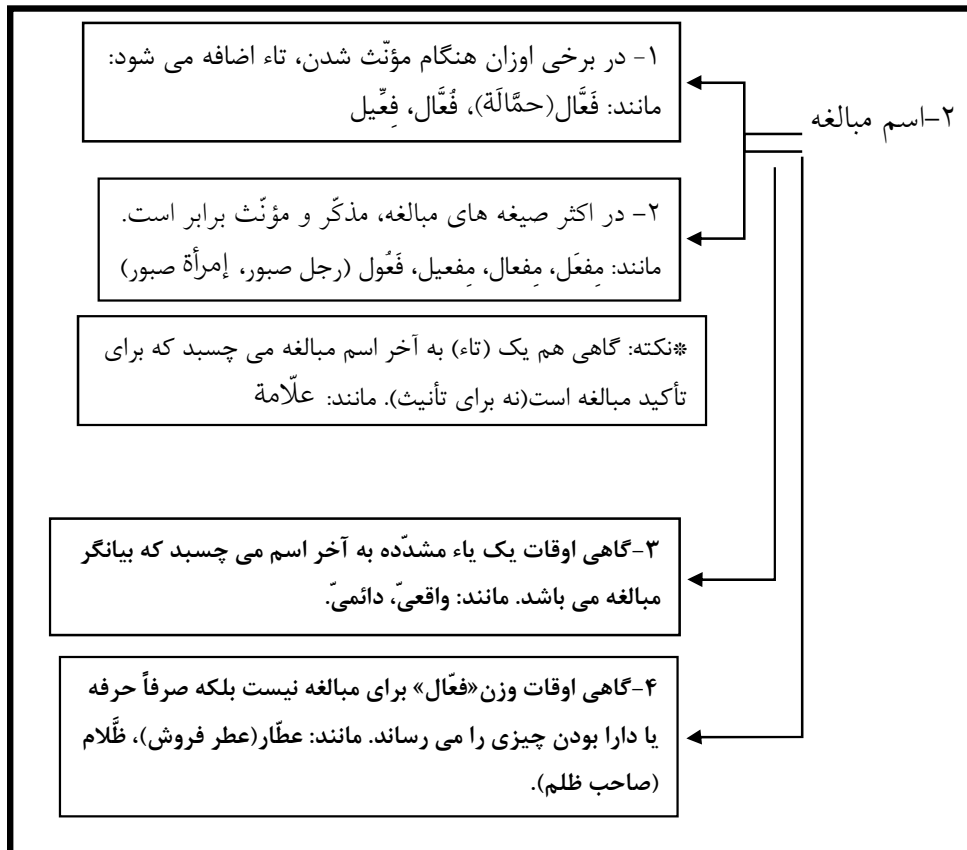 ۲-اسم مبالغه
۱- در برخی اوزان هنگام مؤنّث شدن، تاء اضافه می شود:
مانند: فَعَّال(حمَّالَة)، فُعَّال، فِعِّیل
۲- در اکثر صیغه های مبالغه، مذکّر و مؤنّث برابر است.
مانند: مِفعَل، مِفعال، مِفعیل، فَعُول (رجل صبور، إمرأة صبور)
*نکته: گاهی هم یک (تاء) به آخر اسم مبالغه می چسبد که برای
تأکید مبالغه است(نه برای تأنیث). مانند: علّامة
۳-گاهی اوقات یک یاء مشدّده به آخر اسم می چسبد که بیانگر
مبالغه می باشد. مانند: واقعیّ، دائمیّ.
۴-گاهی اوقات وزن«فعّال» برای مبالغه نیست بلکه صرفاً حرفه
یا دارا بودن چیزی را می رساند. مانند: عطّار(عطر فروش)، ظَّلام
(صاحب ظلم).